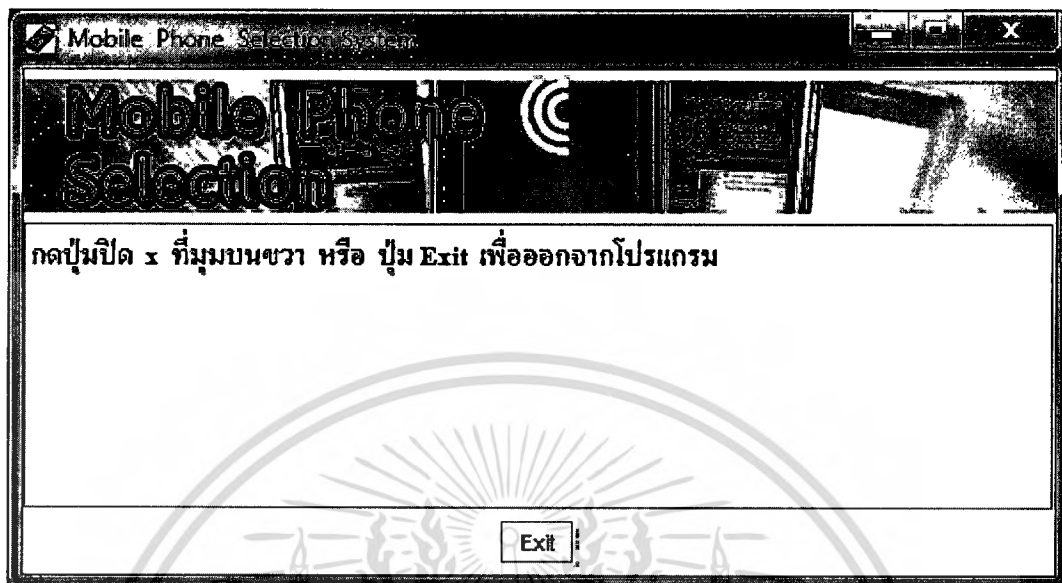 Mobile Phone Selection System
Mobile Phone
Selection
กดปุ่มปิด x ที่มุมบนขวา หรือ ปุ่ม Exit เพื่อออกจากโปรแกรม
Exit